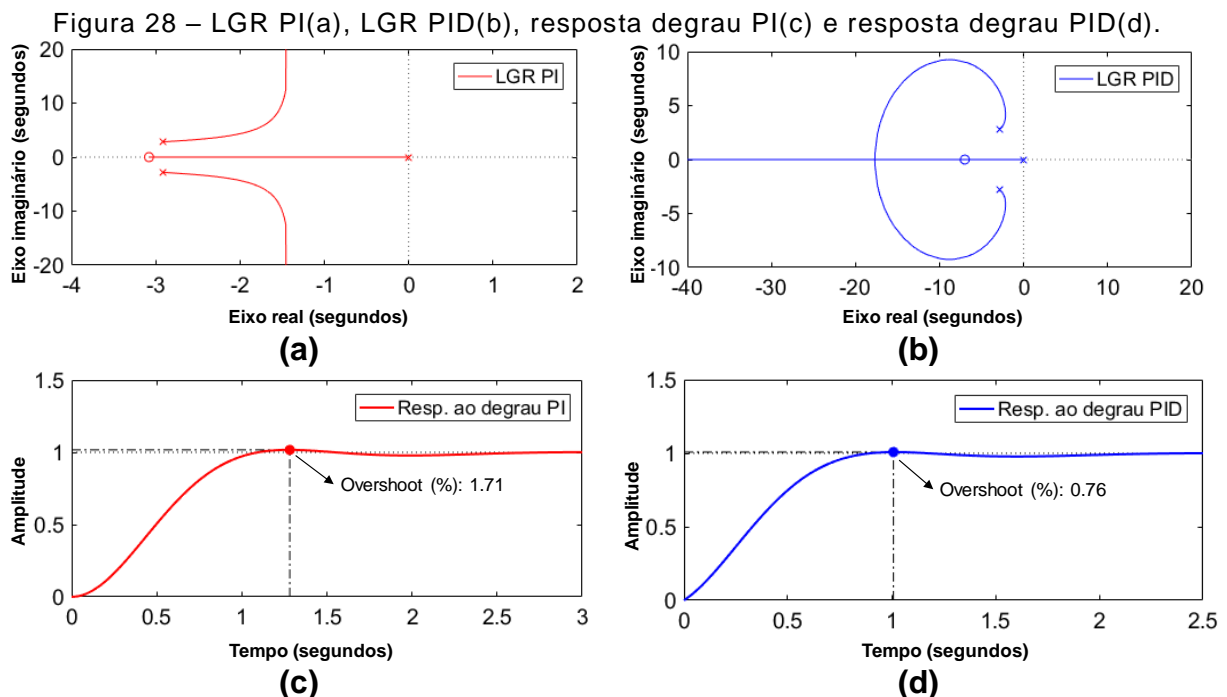 Figura 28 – LGR PI(a), LGR PID(b), resposta degrau PI(c) e resposta degrau PID(d).
Eixo imaginário (segundos)
20
10
0
-10
-20
LGR PI
-4
-3
-2
-1
0
1
2
Eixo real (segundos)
(a)
Eixo imaginário (segundos)
10
5
0
-5
-10
LGR PID
-40
-30
-20
-10
0
10
20
Eixo real (segundos)
(b)
Amplitude
1.5
1
0.5
0
Resp. ao degrau PI
Overshoot (%): 1.71
0
0.5
1
1.5
2
2.5
3
Tempo (segundos)
(c)
Amplitude
1.5
1
0.5
0
Resp. ao degrau PID
Overshoot (%): 0.76
0
0.5
1
1.5
2
2.5
Tempo (segundos)
(d)